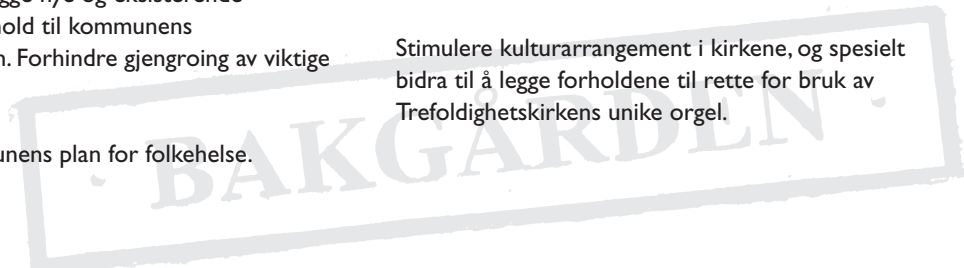 hold til kommunens
n. Forhindre gjengroing av viktige
unens plan for folkehelse.
Stimulere kulturarrangement i kirkene, og spesielt
bidra til å legge forholdene til rette for bruk av
Trefoldighetskirkens unike orgel.
· BAKGÅRDEN ·